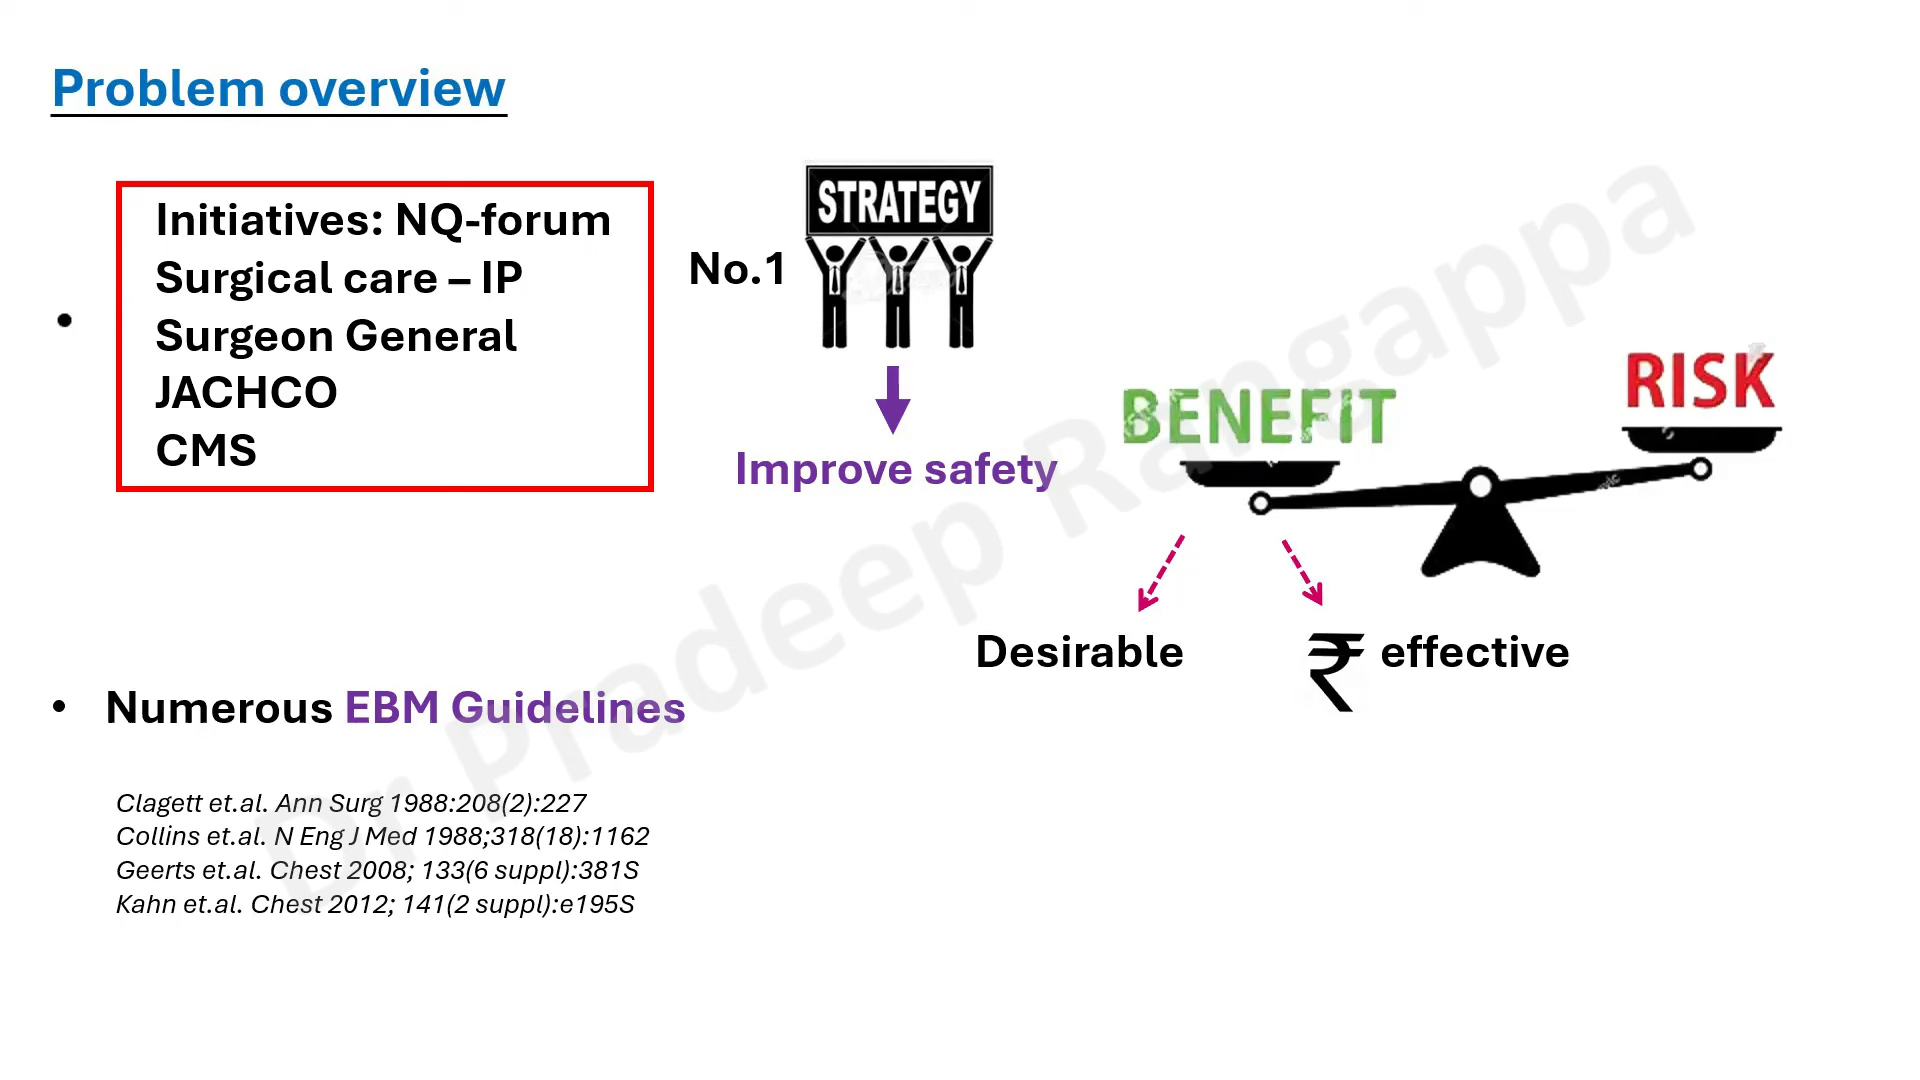 Problem overview
•
Initiatives: NQ-forum
Surgical care – IP
Surgeon General
JACHCO
CMS
No.1
STRATEGY
Improve safety
BENEFIT
RISK
Desirable
₹ effective
• Numerous EBM Guidelines
Clagett et.al. Ann Surg 1988:208(2):227
Collins et.al. N Eng J Med 1988;318(18):1162
Geerts et.al. Chest 2008; 133(6 suppl):381S
Kahn et.al. Chest 2012; 141(2 suppl):e195S
Dr Pradeep Rangappa